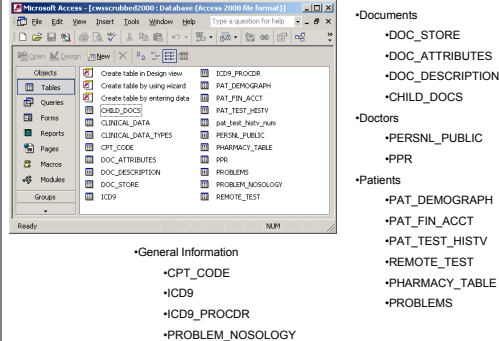 Microsoft Access - [cwsscrubbed2000 : Database (Access 2000 file format)]
File Edit View Insert Tools Window Help Type a question for help
Open Design New
Objects
Tables
Queries
Forms
Reports
Pages
Macros
Modules
Groups
Create table in Design view
Create table by using wizard
Create table by entering data
CHILD_DOCS
CLINICAL_DATA
CLINICAL_DATA_TYPES
CPT_CODE
DOC_ATTRIBUTES
DOC_DESCRIPTION
DOC_STORE
ICD9
ICD9_PROCDR
PAT_DEMOGRAPH
PAT_FIN_ACCT
PAT_TEST_HISTV
pat_test_histv_num
PERSNL_PUBLIC
PHARMACY_TABLE
PPR
PROBLEMS
PROBLEM_NOSOLOGY
REMOTE_TEST
Ready NUM
•Documents
•DOC_STORE
•DOC_ATTRIBUTES
•DOC_DESCRIPTION
•CHILD_DOCS
•Doctors
•PERSNL_PUBLIC
•PPR
•Patients
•PAT_DEMOGRAPH
•PAT_FIN_ACCT
•PAT_TEST_HISTV
•REMOTE_TEST
•PHARMACY_TABLE
•PROBLEMS
•General Information
•CPT_CODE
•ICD9
•ICD9_PROCDR
•PROBLEM_NOSOLOGY